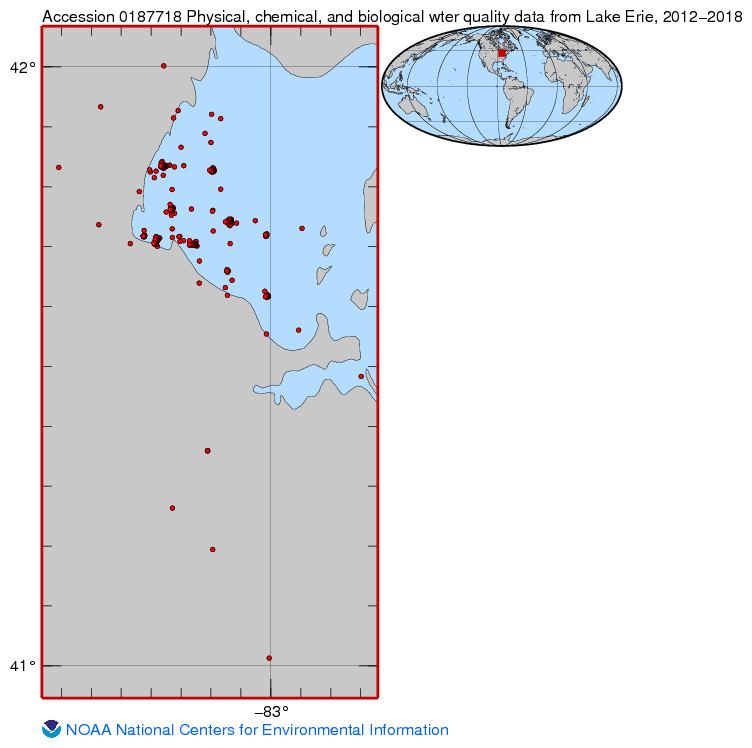 Accession 0187718 Physical, chemical, and biological wter quality data from Lake Erie, 2012−2018
42°
41°
−83°
NOAA National Centers for Environmental Information